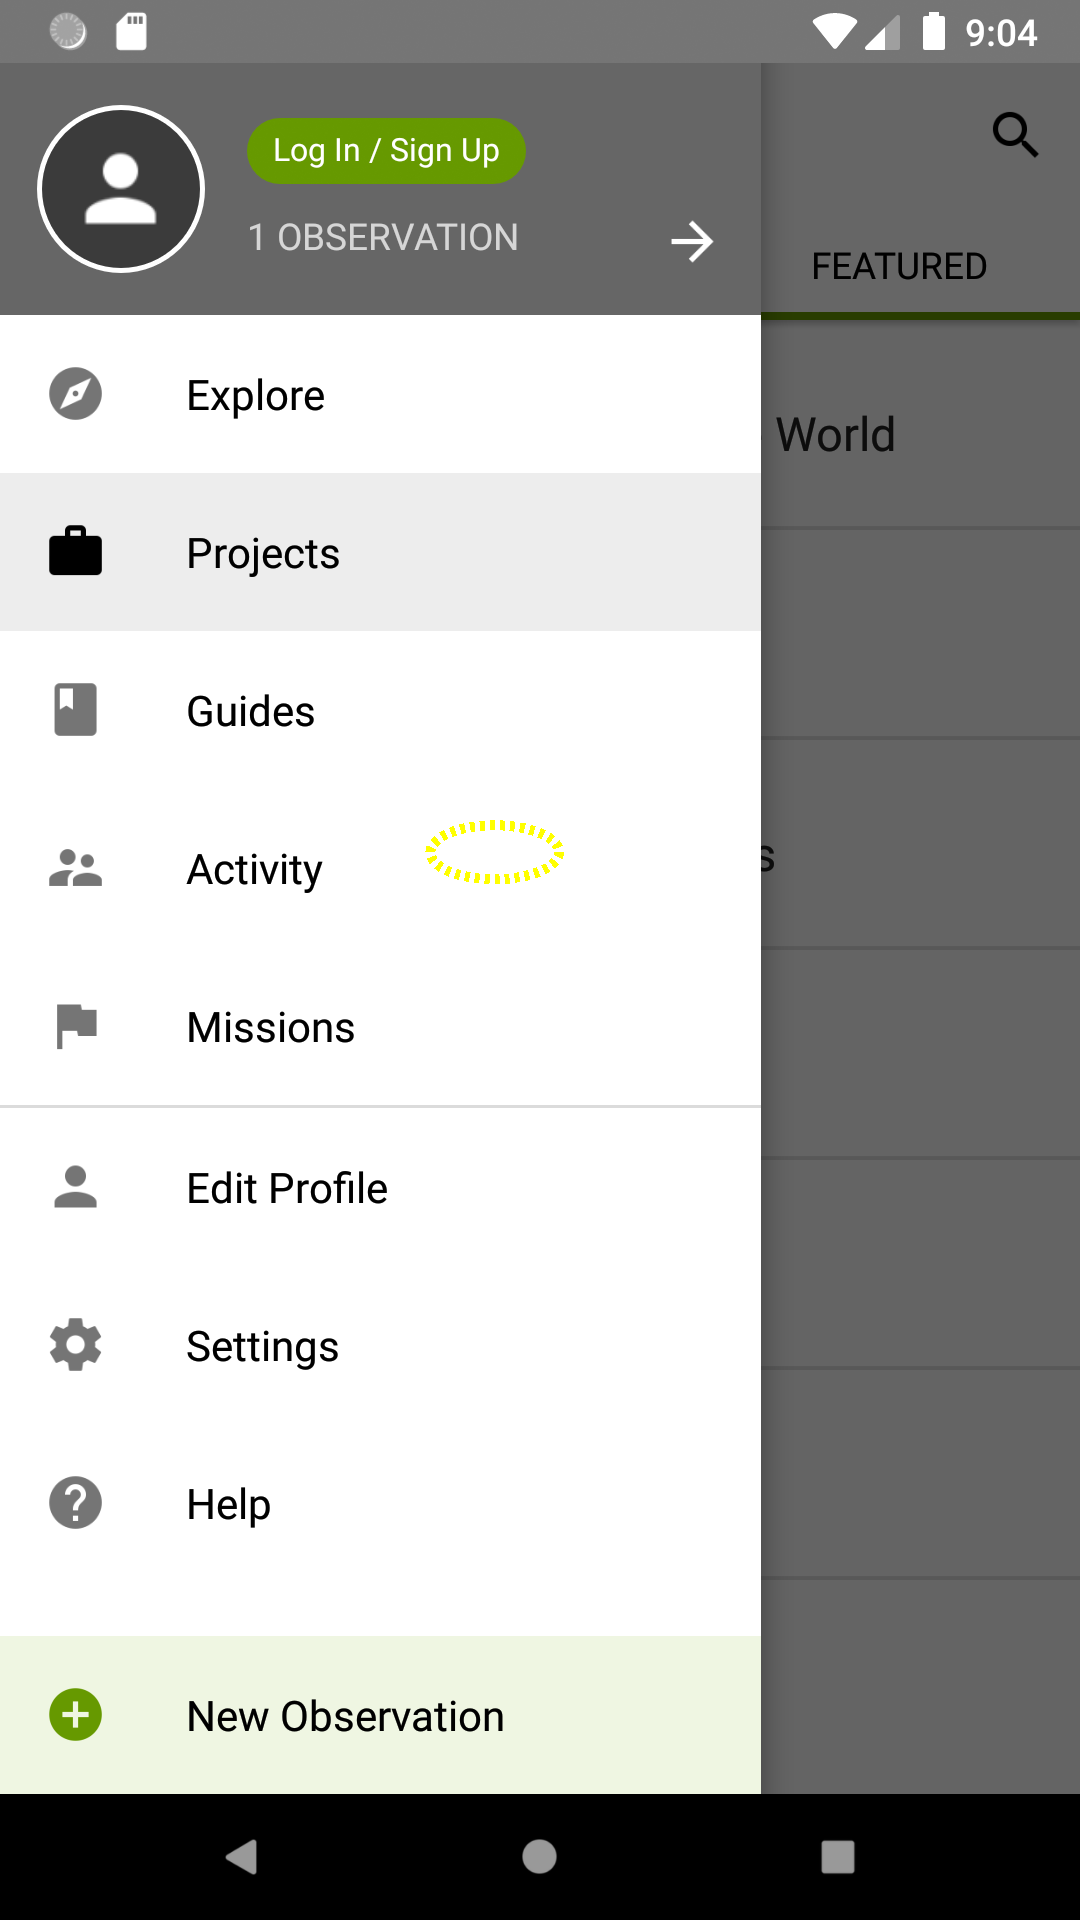 9:04
Log In / Sign Up
1 OBSERVATION
FEATURED
Explore
World
Projects
Guides
Activity
Missions
Edit Profile
Settings
Help
New Observation